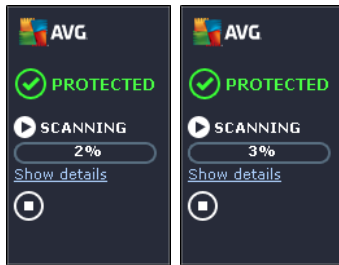 AVG
PROTECTED
SCANNING
2%
Show details
AVG
PROTECTED
SCANNING
3%
Show details